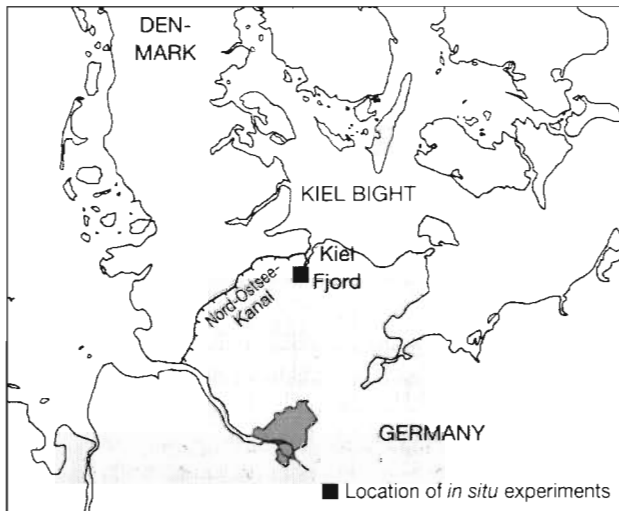 DEN-
MARK
KIEL BIGHT
Kiel
Fjord
Nord-Ostsee-
Kanal
GERMANY
■ Location of in situ experiments